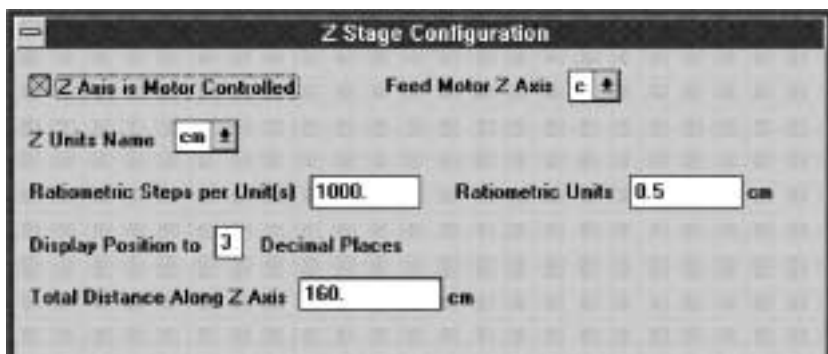 Z Stage Configuration
Z Axis is Motor Controlled Feed Motor Z Axis c
Z Units Name cm
Ratiometric Steps per Unit(s) 1000. Ratiometric Units 0.5 cm
Display Position to 3 Decimal Places
Total Distance Along Z Axis 160. cm